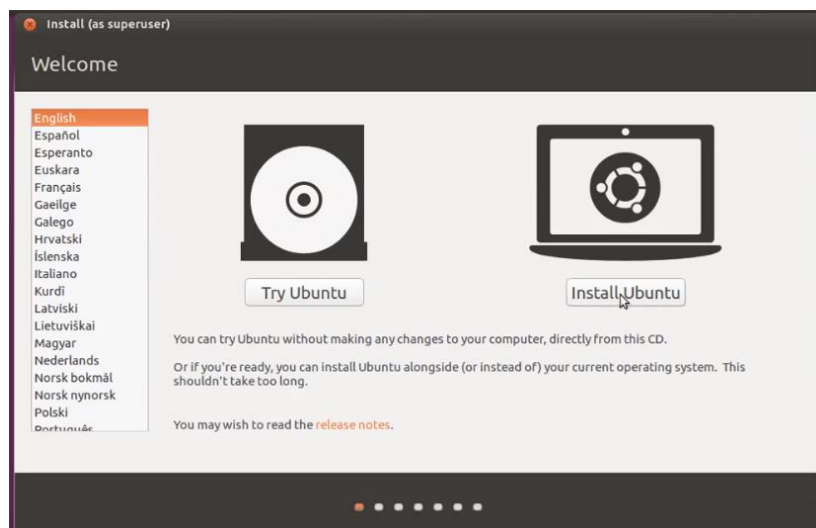 Install (as superuser)
Welcome
English
Español
Esperanto
Euskara
Français
Gaeilge
Galego
Hrvatski
Íslenska
Italiano
Kurdî
Latviski
Lietuviškai
Magyar
Nederlands
Norsk bokmål
Norsk nynorsk
Polski
Português
Try Ubuntu
Install Ubuntu
You can try Ubuntu without making any changes to your computer, directly from this CD.
Or if you're ready, you can install Ubuntu alongside (or instead of) your current operating system. This
shouldn't take too long.
You may wish to read the release notes.